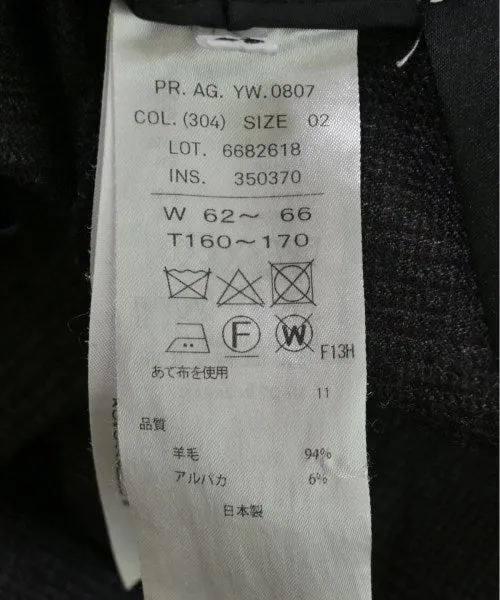 PR. AG. YW.0807
COL. (304) SIZE 02
LOT. 6682618
INS. 350370
W 62～ 66
T160～170
F W F13H
あて布を使用
11
品質
羊毛 94%
アルパカ 6%
日本製